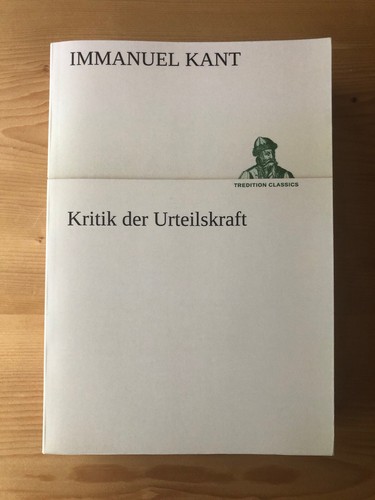 IMMANUEL KANT
TREDITION CLASSICS
Kritik der Urteilskraft